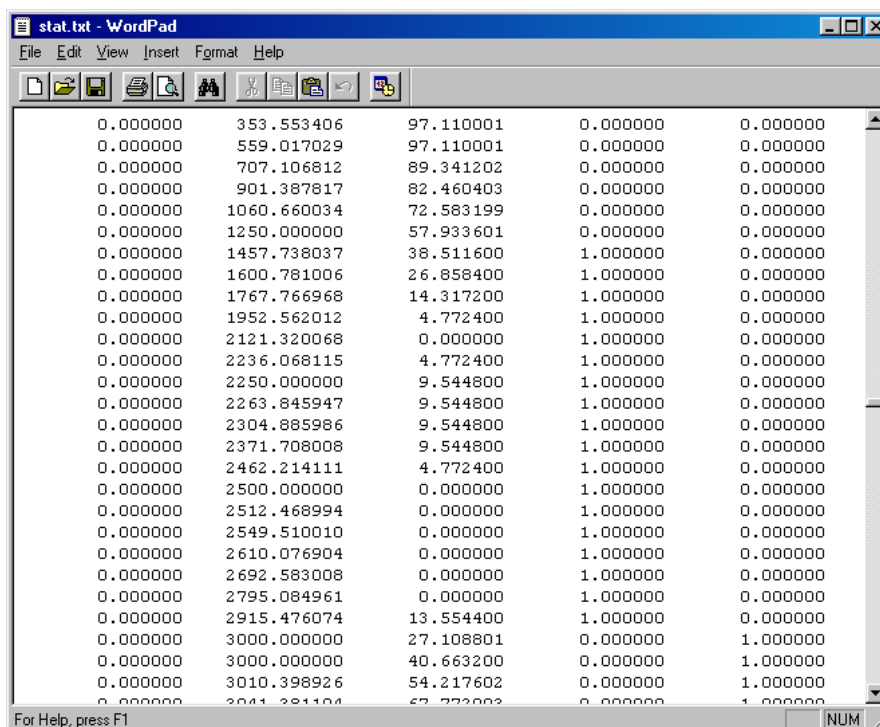 stat.txt - WordPad
File Edit View Insert Format Help
0.000000 353.553406 97.110001 0.000000 0.000000
0.000000 559.017029 97.110001 0.000000 0.000000
0.000000 707.106812 89.341202 0.000000 0.000000
0.000000 901.387817 82.460403 0.000000 0.000000
0.000000 1060.660034 72.583199 0.000000 0.000000
0.000000 1250.000000 57.933601 0.000000 0.000000
0.000000 1457.738037 38.511600 1.000000 0.000000
0.000000 1600.781006 26.858400 1.000000 0.000000
0.000000 1767.766968 14.317200 1.000000 0.000000
0.000000 1952.562012 4.772400 1.000000 0.000000
0.000000 2121.320068 0.000000 1.000000 0.000000
0.000000 2236.068115 4.772400 1.000000 0.000000
0.000000 2250.000000 9.544800 1.000000 0.000000
0.000000 2263.845947 9.544800 1.000000 0.000000
0.000000 2304.885986 9.544800 1.000000 0.000000
0.000000 2371.708008 9.544800 1.000000 0.000000
0.000000 2462.214111 4.772400 1.000000 0.000000
0.000000 2500.000000 0.000000 1.000000 0.000000
0.000000 2512.468994 0.000000 1.000000 0.000000
0.000000 2549.510010 0.000000 1.000000 0.000000
0.000000 2610.076904 0.000000 1.000000 0.000000
0.000000 2692.583008 0.000000 1.000000 0.000000
0.000000 2795.084961 0.000000 1.000000 0.000000
0.000000 2915.476074 13.554400 1.000000 0.000000
0.000000 3000.000000 27.108801 0.000000 1.000000
0.000000 3000.000000 40.663200 0.000000 1.000000
0.000000 3010.398926 54.217602 0.000000 1.000000
0.000000 3041.381104 0.000000 1.000000
For Help, press F1 NUM